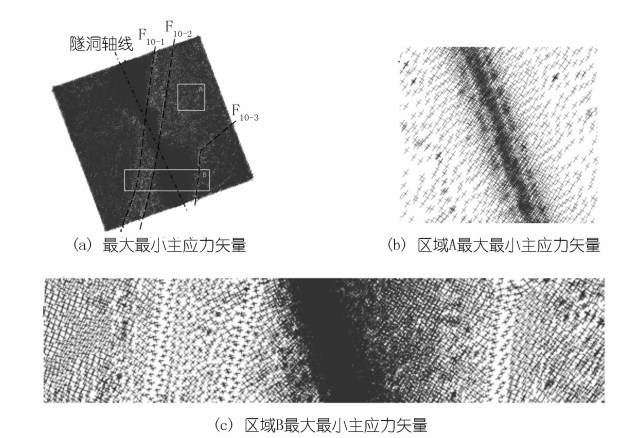 隧洞轴线
F10-1
F10-2
A
F10-3
B
(a) 最大最小主应力矢量
(b) 区域A最大最小主应力矢量
(c) 区域B最大最小主应力矢量